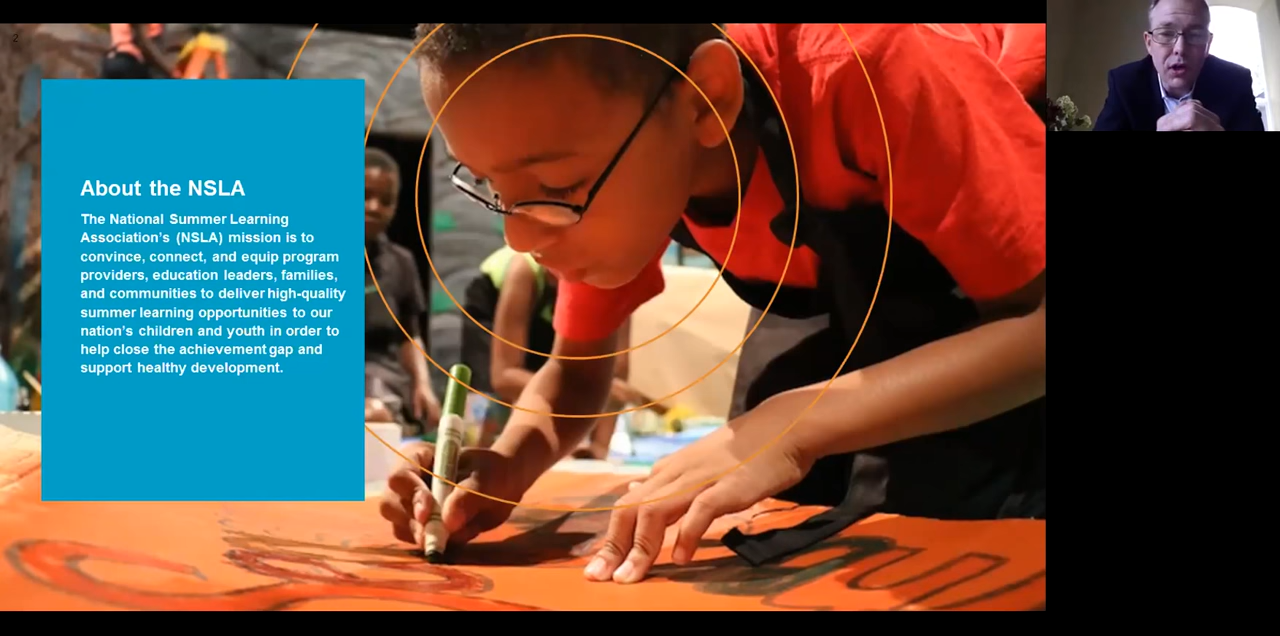 2
About the NSLA
The National Summer Learning
Association's (NSLA) mission is to
convince, connect, and equip program
providers, education leaders, families,
and communities to deliver high-quality
summer learning opportunities to our
nation's children and youth in order to
help close the achievement gap and
support healthy development.